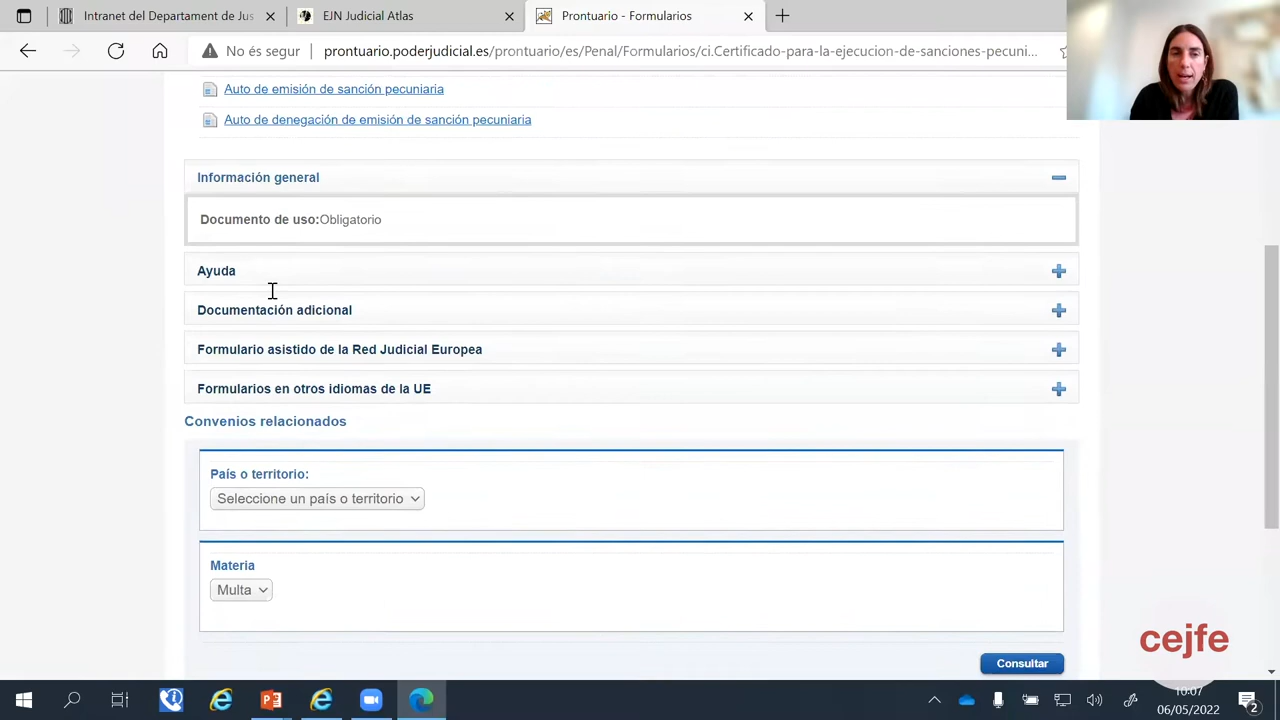 Intranet del Departament de Jus
EJN Judicial Atlas
Prontuario - Formularios
No és segur
prontuario.poderjudicial.es/prontuario/es/Penal/Formularios/ci.Certificado-para-la-ejecucion-de-sanciones-pecuni...
Auto de emisión de sanción pecuniaria
Auto de denegación de emisión de sanción pecuniaria
Información general
Documento de uso:Obligatorio
Ayuda
Documentación adicional
Formulario asistido de la Red Judicial Europea
Formularios en otros idiomas de la UE
Convenios relacionados
País o territorio:
Seleccione un país o territorio
Materia
Multa
Consultar
cejfe
10:07
06/05/2022
2